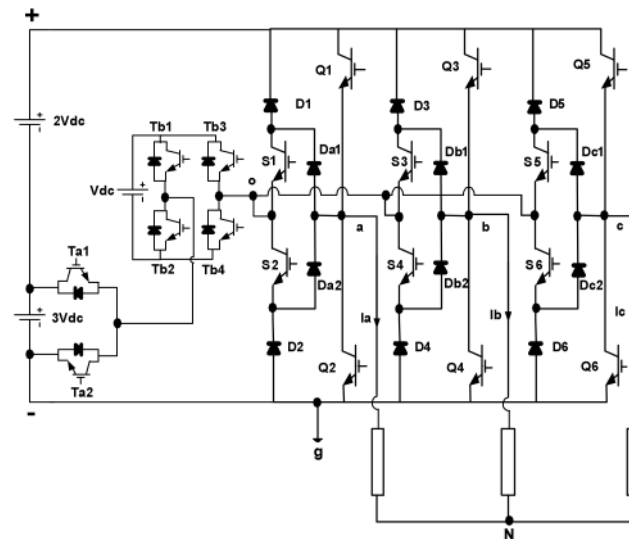 +
Q1
Q3
Q5
2Vdc
D1
D3
D5
Tb1
Tb3
S1
Da1
S3
Db1
S5
Dc1
Vdc
o
a
b
c
Tb2
Tb4
S2
Da2
S4
Db2
S6
Dc2
Ta1
3Vdc
Ia
Ib
Ic
D2
Q2
D4
Q4
D6
Q6
Ta2
-
g
N